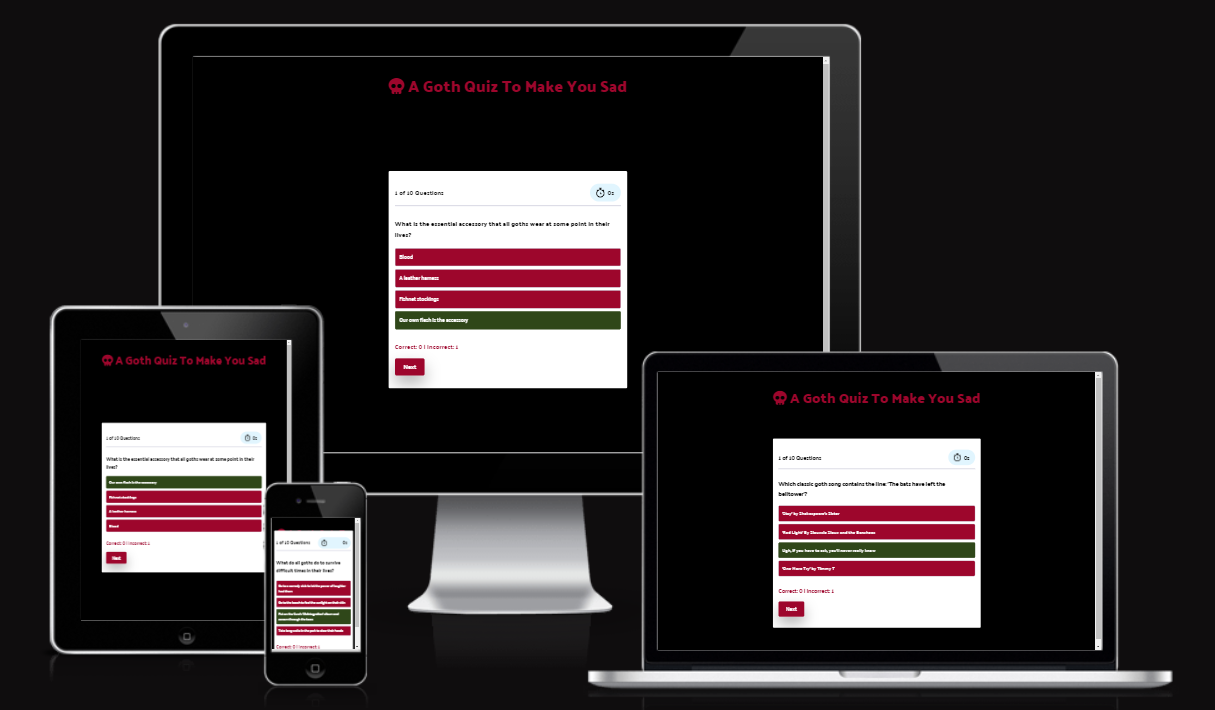 A Goth Quiz To Make You Sad
1 of 10 Questions
0s
What is the essential accessory that all goths wear at some point in their
lives?
Blood
A leather harness
Fishnet stockings
Our own flesh is the accessory
Correct: 0 | Incorrect: 1
Next
A Goth Quiz To Make You Sad
1 of 10 Questions
0s
What is the essential accessory that all goths wear at some point in their
lives?
Our own flesh is the accessory
Fishnet stockings
A leather harness
Blood
Correct: 0 | Incorrect: 1
Next
1 of 10 Questions
0s
What do all goths do to survive
difficult times in their lives?
Correct: 0 | Incorrect: 1
A Goth Quiz To Make You Sad
1 of 10 Questions
0s
Which classic goth song contains the line: 'The bats have left the
belltower?
'Stay' by Shakespear's Sister
'Red Light' By Siouxsie Sioux and the Banshees
Sigh, if you have to ask, you'll never really know
'One More Try' by Timmy T
Correct: 0 | Incorrect: 1
Next